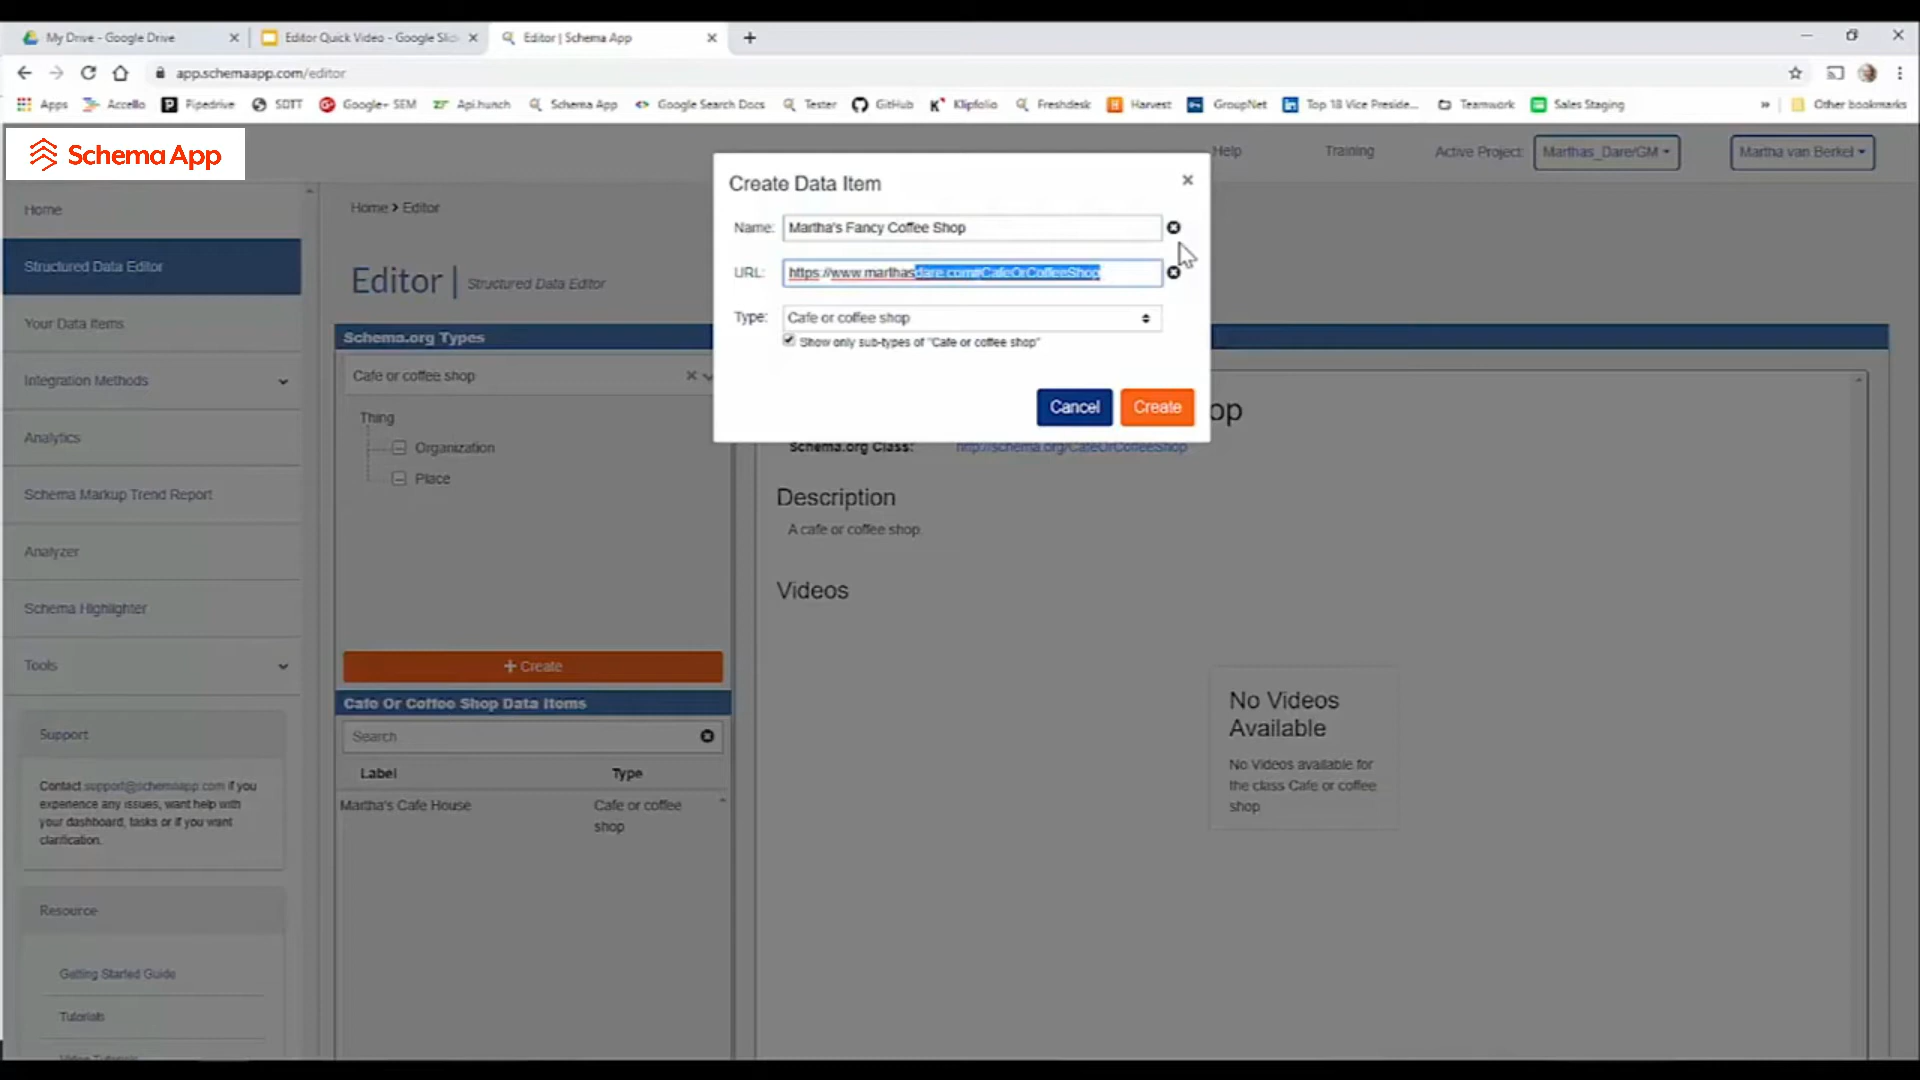 My Drive - Google Drive
Editor Quick Video - Google Slid
Editor | Schema App
app.schemaapp.com/editor
Apps
Accello
Pipedrive
SDTT
Google+ SEM
Api.hunch
Schema App
Google Search Docs
Tester
GitHub
Klipfolio
Freshdesk
Harvest
GroupNet
Top 18 Vice Preside...
Teamwork
Sales Staging
»
Other bookmarks
Schema App
Help
Training
Active Project:
Marthas_Dare/GM
Martha van Berkel
Home
Structured Data Editor
Your Data Items
Integration Methods
Analytics
Schema Markup Trend Report
Analyzer
Schema Highlighter
Tools
Support
Contact support@schemaapp.com if you
experience any issues, want help with
your dashboard, tasks or if you want
clarification.
Resource
Getting Started Guide
Tutorials
Video Tutorials
Home > Editor
Editor | Structured Data Editor
Schema.org Types
Cafe or coffee shop
Thing
Organization
Place
+ Create
Cafe Or Coffee Shop Data Items
Search
Label Type
Martha's Cafe House Cafe or coffee
shop
Create Data Item
Name: Martha's Fancy Coffee Shop
URL: https://www.marthasdare.com#CafeOrCoffeeShop
Type: Cafe or coffee shop
Show only sub-types of "Cafe or coffee shop"
Cancel
Create
op
Schema.org Class: http://schema.org/CafeOrCoffeeShop
Description
A cafe or coffee shop.
Videos
No Videos
Available
No Videos available for
the class Cafe or coffee
shop